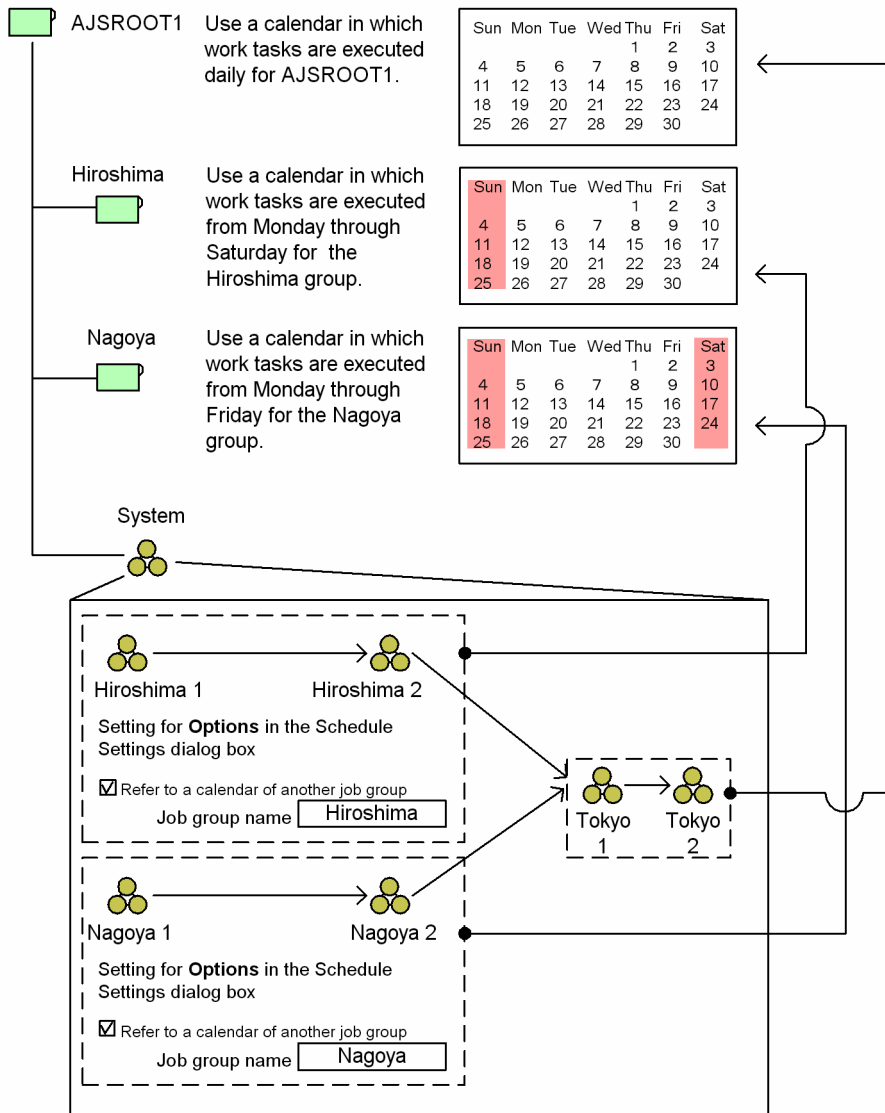 AJSROOT1
Use a calendar in which
work tasks are executed
daily for AJSROOT1.
Sun Mon Tue Wed Thu Fri Sat
1 2 3
4 5 6 7 8 9 10
11 12 13 14 15 16 17
18 19 20 21 22 23 24
25 26 27 28 29 30
Hiroshima
Use a calendar in which
work tasks are executed
from Monday through
Saturday for the
Hiroshima group.
Sun Mon Tue Wed Thu Fri Sat
1 2 3
4 5 6 7 8 9 10
11 12 13 14 15 16 17
18 19 20 21 22 23 24
25 26 27 28 29 30
Nagoya
Use a calendar in which
work tasks are executed
from Monday through
Friday for the Nagoya
group.
Sun Mon Tue Wed Thu Fri Sat
1 2 3
4 5 6 7 8 9 10
11 12 13 14 15 16 17
18 19 20 21 22 23 24
25 26 27 28 29 30
System
Hiroshima 1
Hiroshima 2
Setting for Options in the Schedule
Settings dialog box
Refer to a calendar of another job group
Job group name Hiroshima
Tokyo
1
Tokyo
2
Nagoya 1
Nagoya 2
Setting for Options in the Schedule
Settings dialog box
Refer to a calendar of another job group
Job group name Nagoya